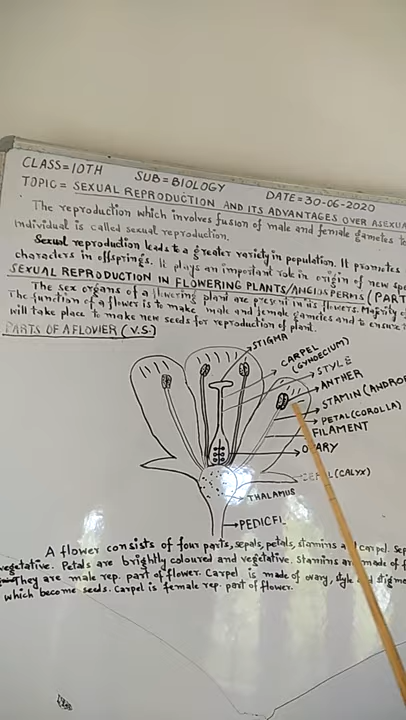 CLASS=10TH SUB=BIOLOGY DATE=30-06-2020
TOPIC= SEXUAL REPRODUCTION AND ITS ADVANTAGES OVER ASEXUA
The reproduction which involves fusion of male and female gametes to
individual is called sexual reproduction.
Sexual reproduction leads to a greater variety in population. It promotes
characters in offsprings. It plays an important role in origin of new spe
SEXUAL REPRODUCTION IN FLOWERING PLANTS/ANGIOSPERMS (PART
The sex organs of a flowering plant are present in its flowers. Majority of
The function of a flower is to make male and female gametes and to ensure
will take place to make new seeds for reproduction of plant.
PARTS OF A FLOWER (V.S)
STIGMA
CARPEL
(GYNOECIUM)
STYLE
ANTHER
STAMIN (ANDROE
PETAL (COROLLA)
FILAMENT
OVARY
(CALYX)
THALAMUS
PEDICEL
A flower consists of four parts, sepals, petals, stamins and carpel. Sep
vegetative. Petals are brightly coloured and vegetative. Stamins are made of f
They are male rep. part of flower. Carpel is made of ovary, style and stigma
which become seeds. Carpel is female rep. part of flower.